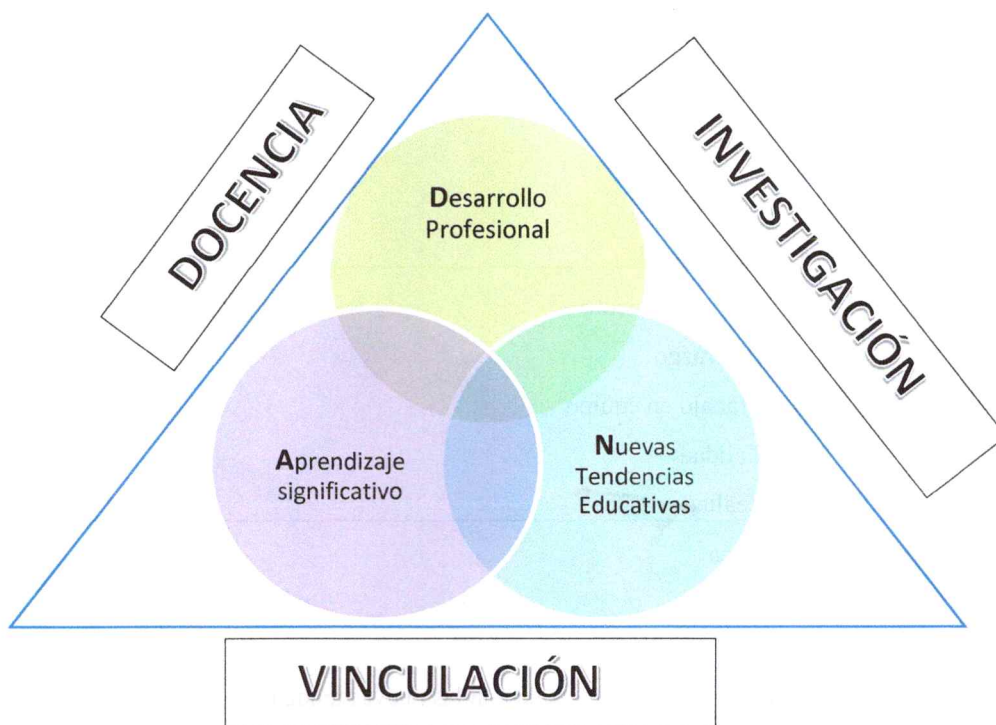 DOCENCIA
INVESTIGACIÓN
Desarrollo
Profesional
Aprendizaje
significativo
Nuevas
Tendencias
Educativas
VINCULACIÓN